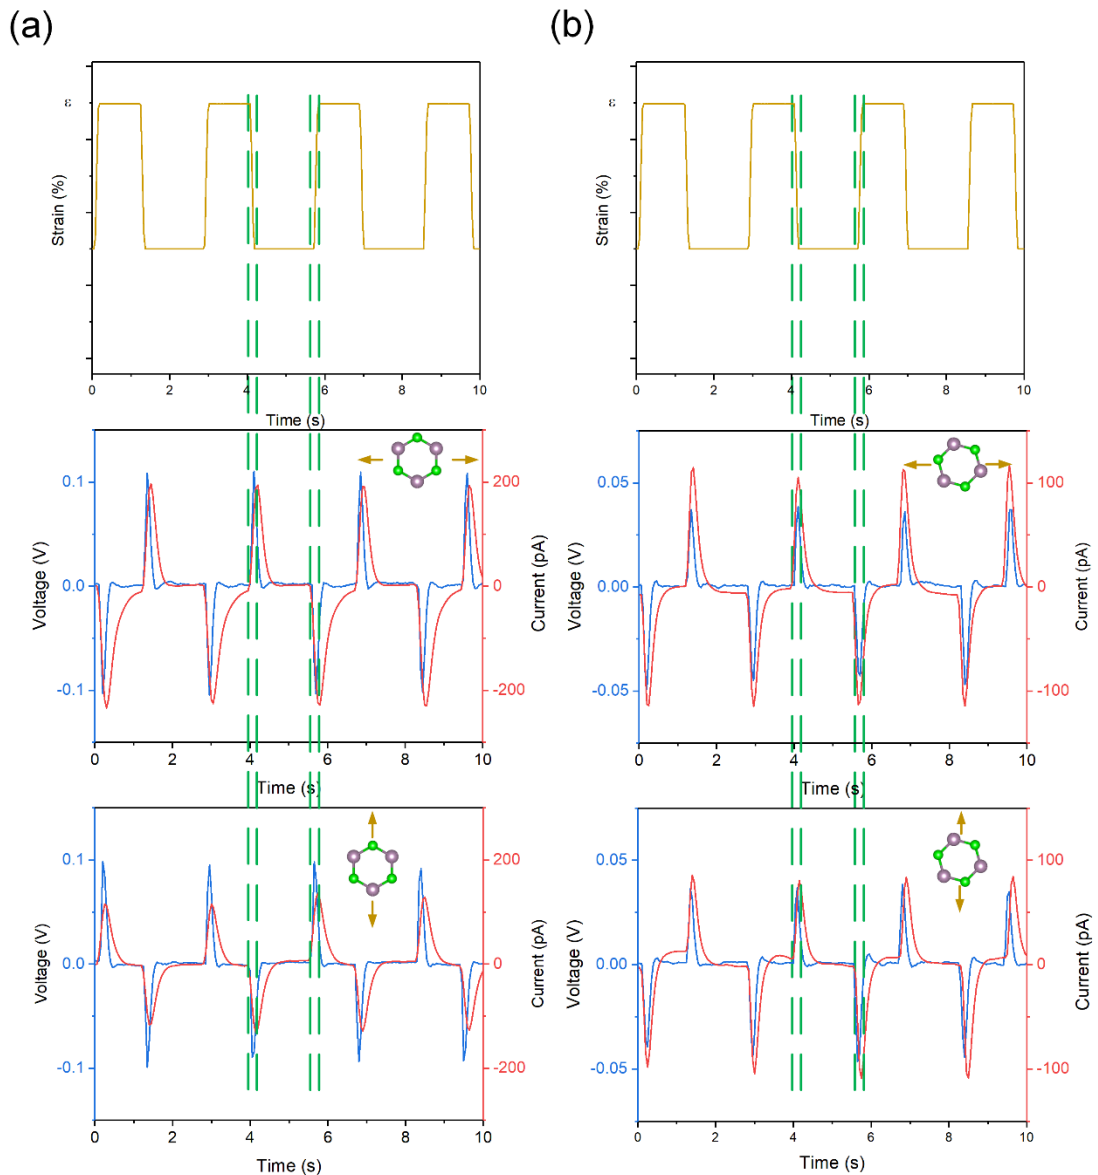 (a)
ε
Strain (%)
0 2 4 6 8 10
Time (s)
0.1
0.0
-0.1
Voltage (V)
200
0
-200
Current (pA)
0 2 4 6 8 10
Time (s)
0.1
0.0
-0.1
Voltage (V)
200
0
-200
Current (pA)
0 2 4 6 8 10
Time (s)
(b)
ε
Strain (%)
0 2 4 6 8 10
Time (s)
0.05
0.00
-0.05
Voltage (V)
100
0
-100
Current (pA)
0 2 4 6 8 10
Time (s)
0.05
0.00
-0.05
Voltage (V)
100
0
-100
Current (pA)
0 2 4 6 8 10
Time (s)